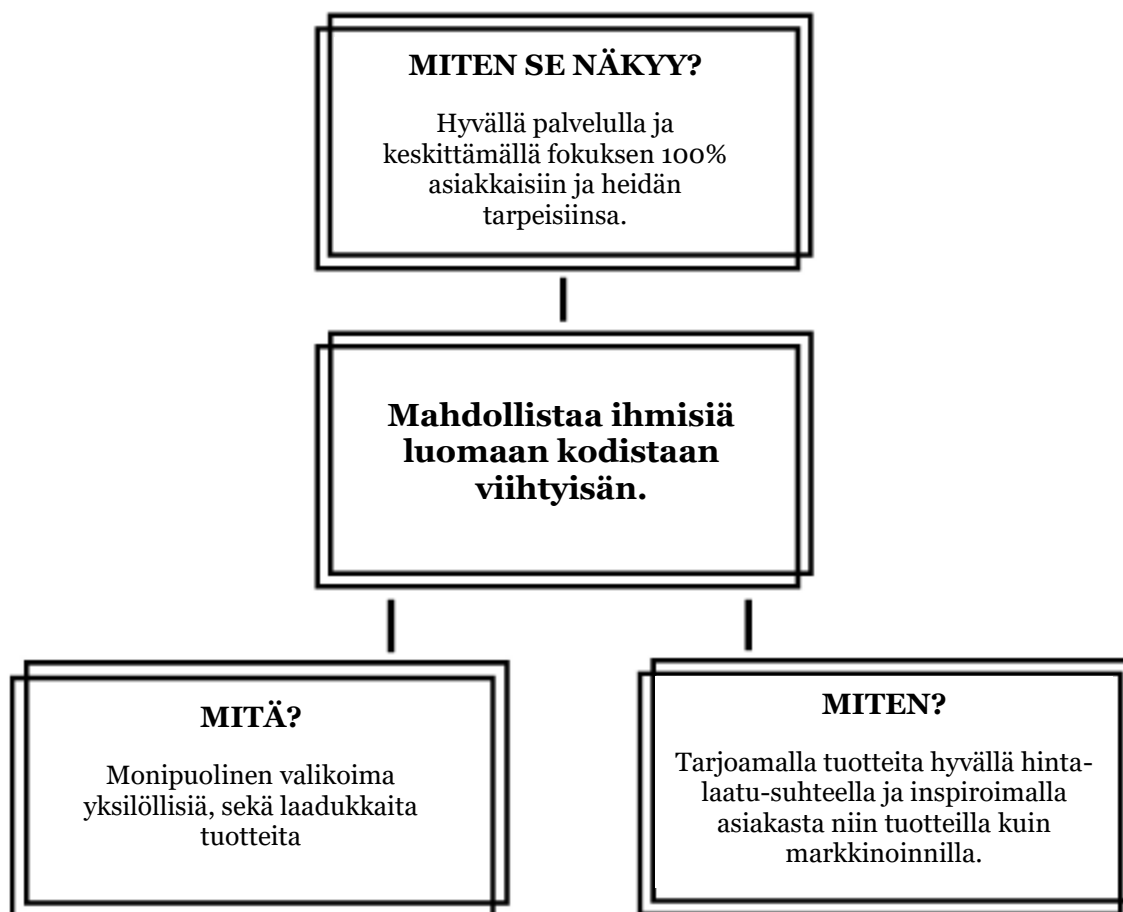 MITEN SE NÄKYY?
Hyvällä palvelulla ja
keskittämällä fokuksen 100%
asiakkaisiin ja heidän
tarpeisiinsa.
Mahdollistaa ihmisiä
luomaan kodistaan
viihtyisän.
MITÄ?
Monipuolinen valikoima
yksilöllisiä, sekä laadukkaita
tuotteita
MITEN?
Tarjoamalla tuotteita hyvällä hinta-
laatu-suhteella ja inspiroimalla
asiakasta niin tuotteilla kuin
markkinoinnilla.